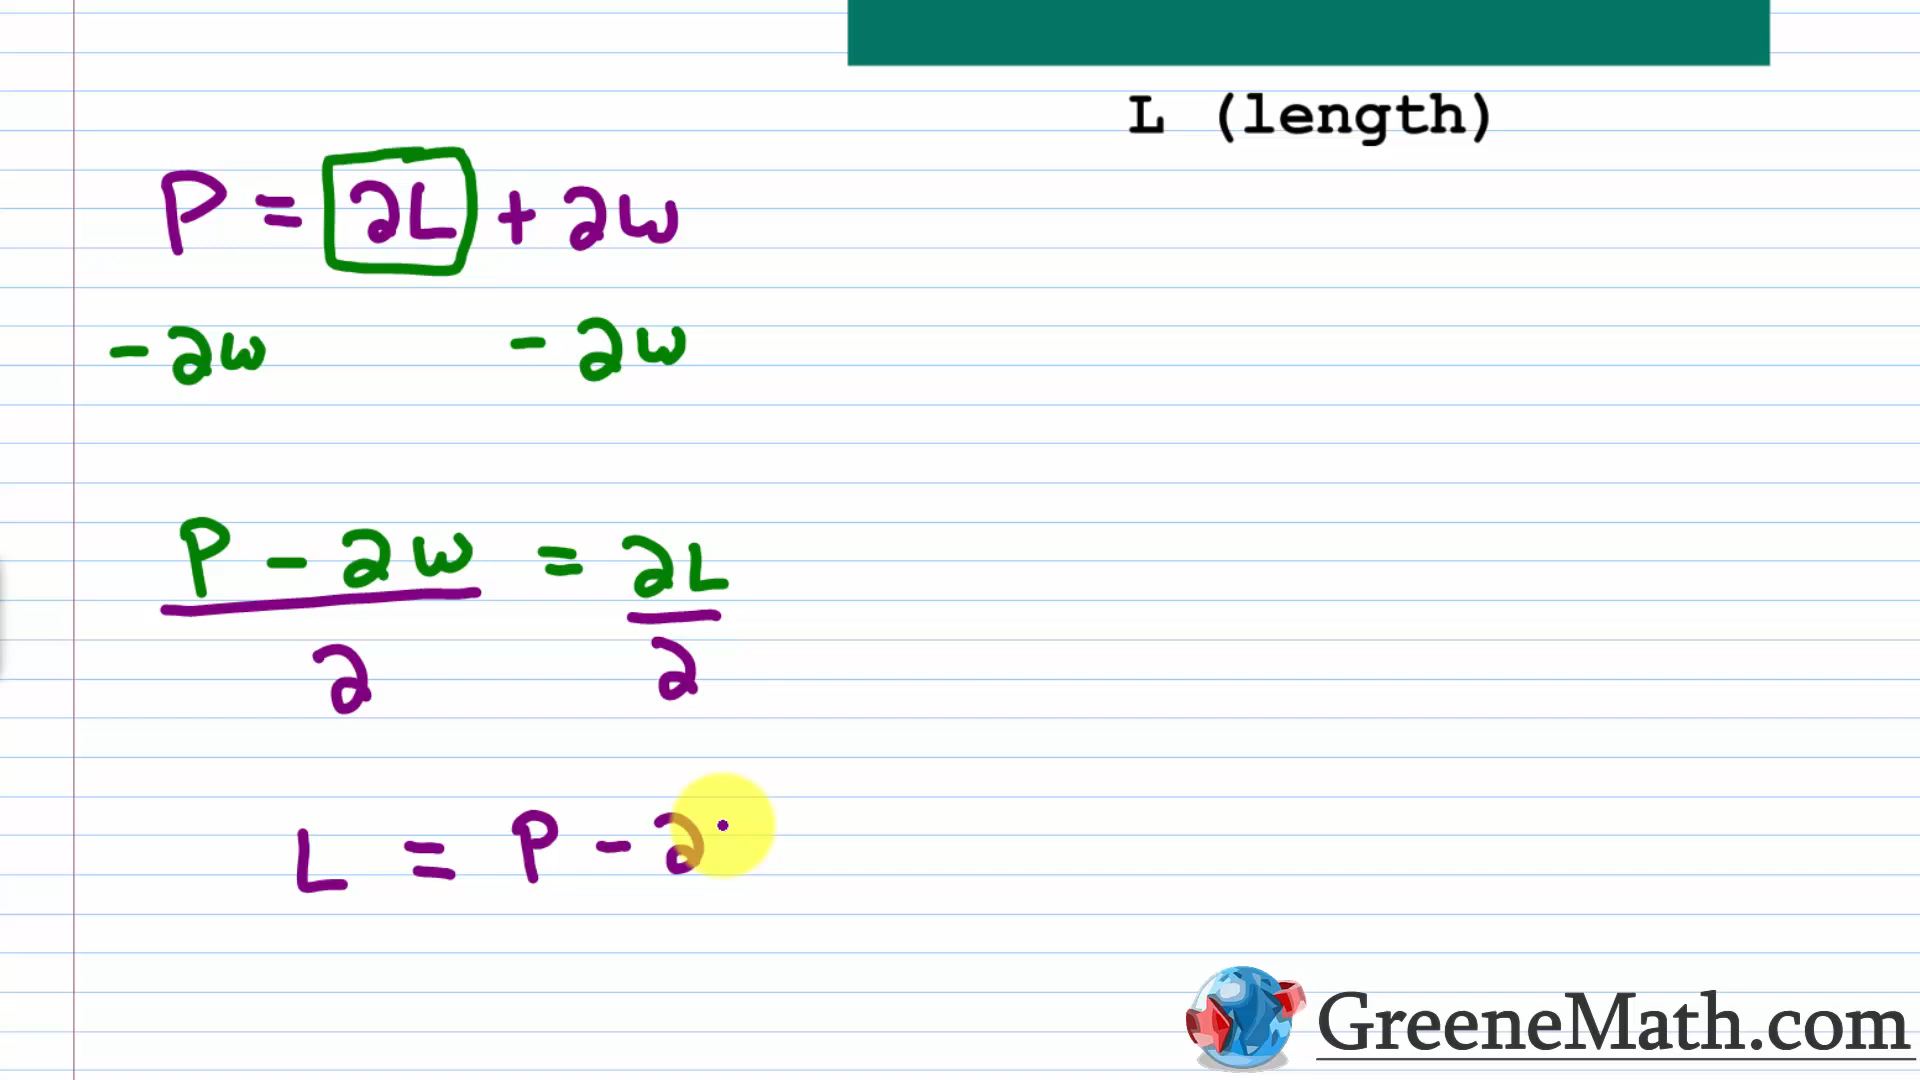 L (length)
P = 2L + 2w
- 2w - 2w
P - 2w = 2L
2 2
L = P - 2
GreeneMath.com